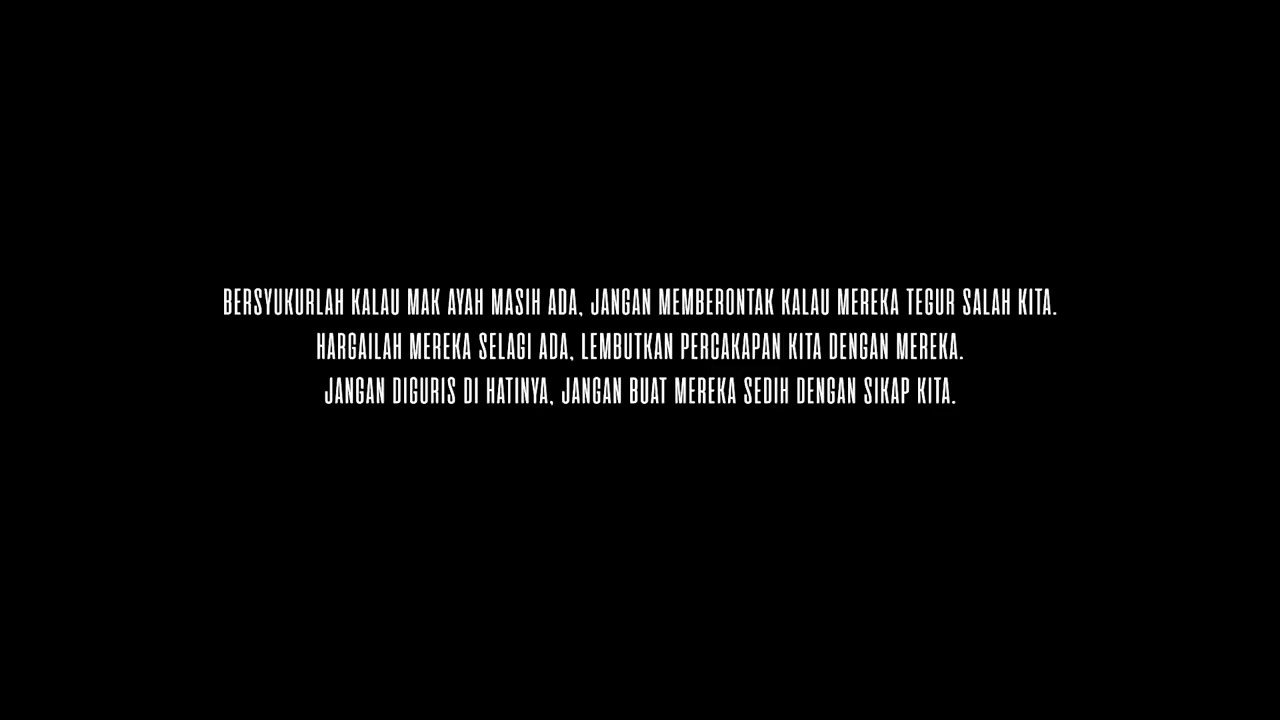 BERSYUKURLAH KALAU MAK AYAH MASIH ADA, JANGAN MEMBERONTAK KALAU MEREKA TEGUR SALAH KITA.
HARGAILAH MEREKA SELAGI ADA, LEMBUTKAN PERCAKAPAN KITA DENGAN MEREKA.
JANGAN DIGURIS DI HATINYA, JANGAN BUAT MEREKA SEDIH DENGAN SIKAP KITA.